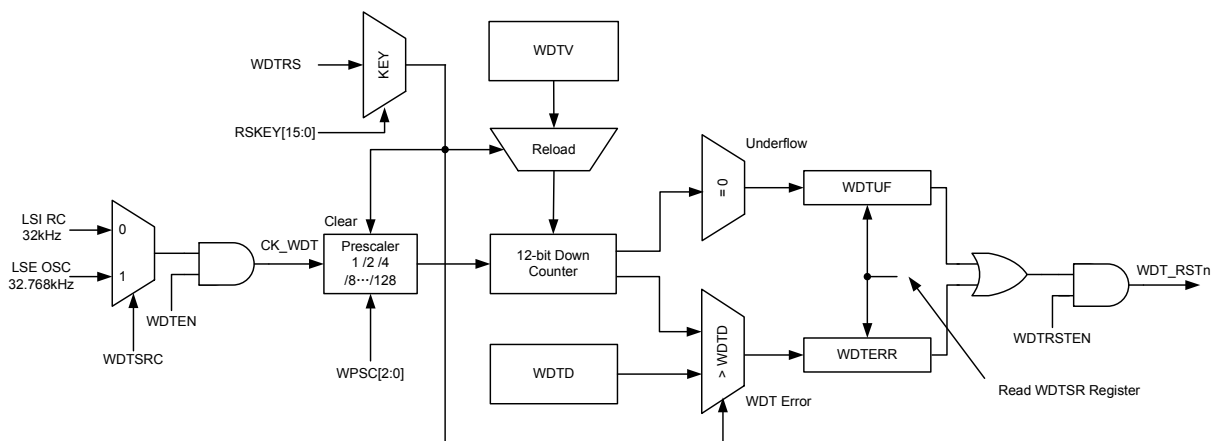 WDTRS
KEY
RSKEY[15:0]
WDTV
Reload
Underflow
= 0
WDTUF
LSI RC
32kHz
0
LSE OSC
32.768kHz
1
WDTSRC
WDTEN
CK_WDT
Clear
Prescaler
1 /2 /4
/8⋯/128
WPSC[2:0]
12-bit Down
Counter
WDTD
> WDTD
WDT Error
WDTERR
Read WDTSR Register
WDTRSTEN
WDT_RSTn